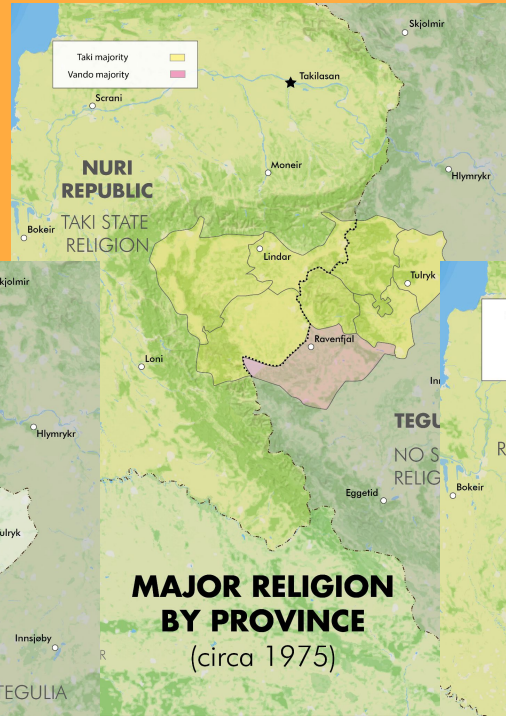 Skjolmir
Taki majority
Vando majority
Takilasan
Scrani
NURI
REPUBLIC
Moneir
Hlymrykr
TAKI STATE
RELIGION
Bokeir
Lindar
Tulryk
kjolmir
Ravenfjal
Loni
Inn
TEGU
Hlymrykr
NO S
RELIG
R
Bokeir
Eggetid
ulryk
MAJOR RELIGION
BY PROVINCE
(circa 1975)
Innsjøby
R
TEGULIA